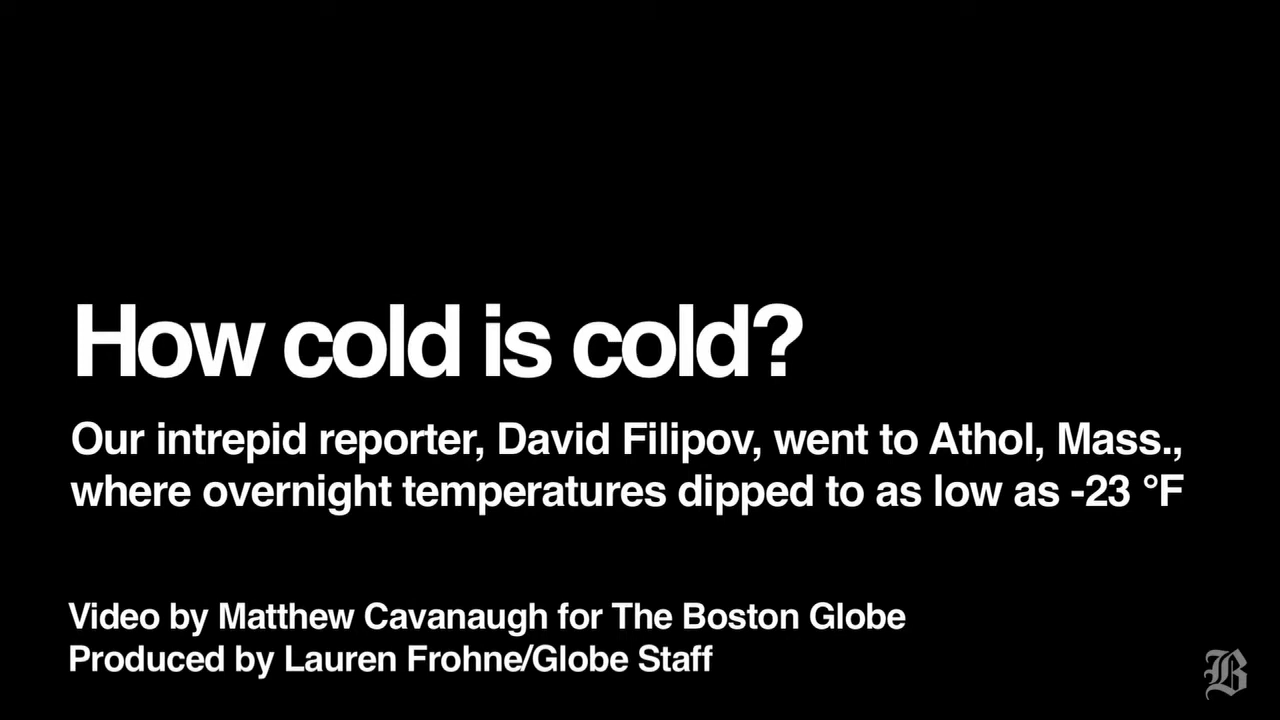 How cold is cold?
Our intrepid reporter, David Filipov, went to Athol, Mass.,
where overnight temperatures dipped to as low as -23 °F
Video by Matthew Cavanaugh for The Boston Globe
Produced by Lauren Frohne/Globe Staff
B